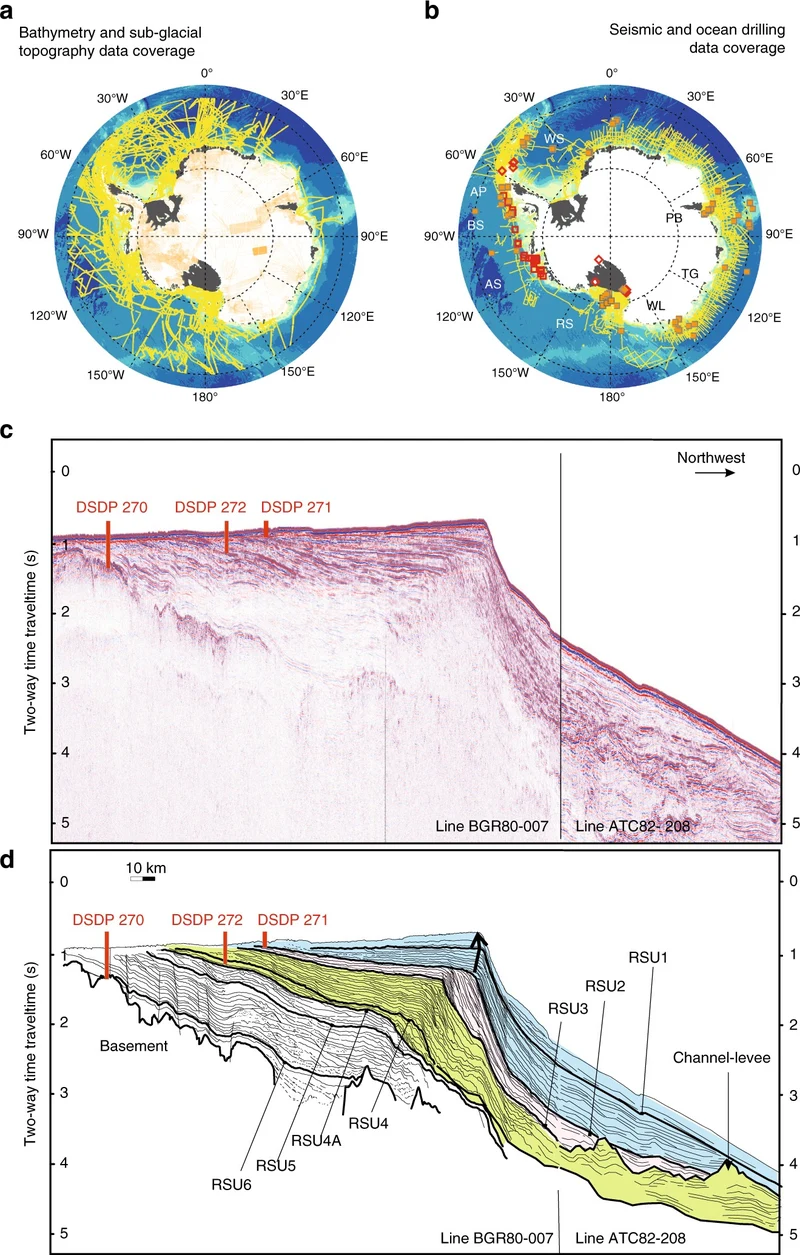 a
Bathymetry and sub-glacial
topography data coverage
0°
30°W
30°E
60°W
60°E
90°W
90°E
120°W
120°E
150°W
150°E
180°
b
Seismic and ocean drilling
data coverage
0°
30°W
30°E
WS
60°W
60°E
AP
PB
BS
90°W
90°E
TG
AS
WL
RS
120°W
120°E
150°W
150°E
180°
c
Northwest
0
0
DSDP 270
DSDP 272
DSDP 271
1
1
2
2
3
3
4
4
5
5
Two-way time traveltime (s)
Line BGR80-007
Line ATC82- 208
d
10 km
0
0
DSDP 270
DSDP 272
DSDP 271
1
1
RSU1
RSU2
RSU3
2
2
Basement
Channel-levee
3
3
RSU4
RSU4A
RSU5
RSU6
4
4
5
5
Two-way time traveltime (s)
Line BGR80-007
Line ATC82-208